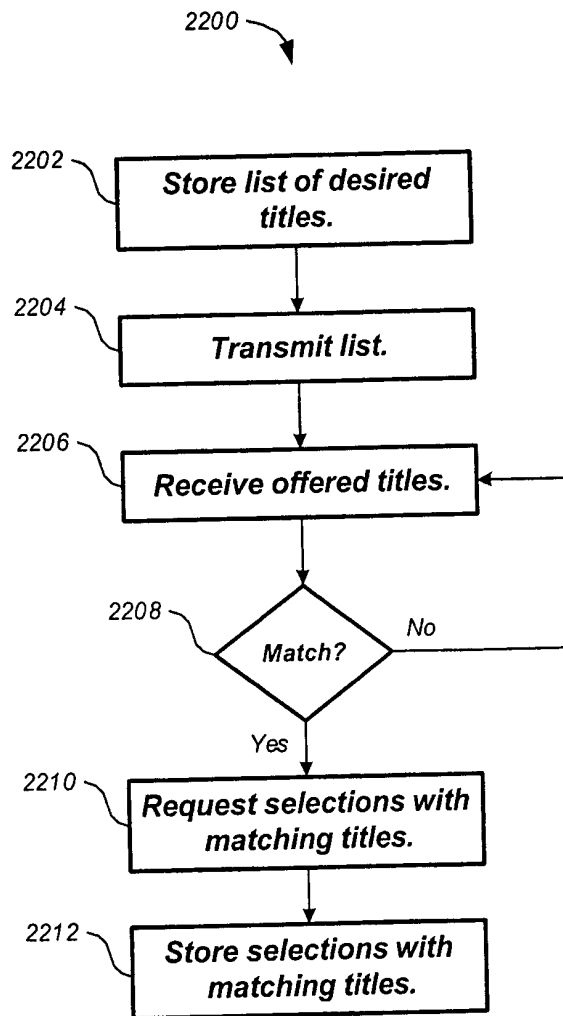 2200
2202
Store list of desired
titles.
2204
Transmit list.
2206
Receive offered titles.
2208
Match?
No
Yes
2210
Request selections with
matching titles.
2212
Store selections with
matching titles.